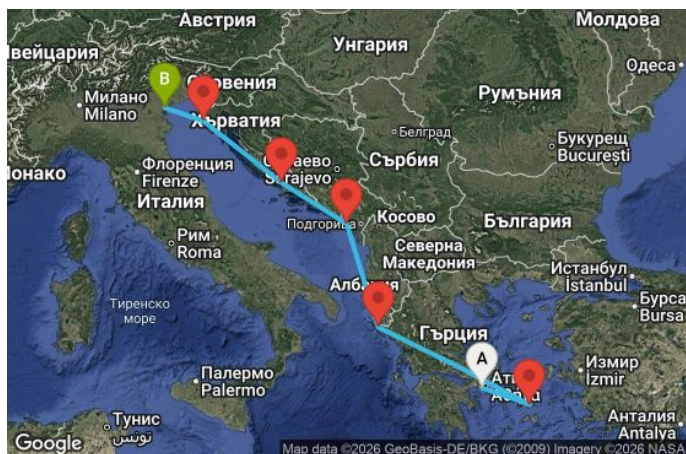 Австрия
Молдова
Швейцария
Унгария
Одеса
Словения
Милано
Milano
Румъния
Хърватия
Белград
Букурещ
București
Флоренция
Firenze
Монако
Сараево
Sarajevo
Сърбия
Италия
Подгорица
Косово
България
Рим
Roma
Северна
Македония
Истанбул
İstanbul
Албания
Бурса
Bursa
Тиренско
море
Гърция
A
B
Измир
İzmir
Палермо
Palermo
Тунис
تونس
Анталия
Antalya
Google
Map data ©2026 GeoBasis-DE/BKG (©2009) Imagery ©2026 NASA